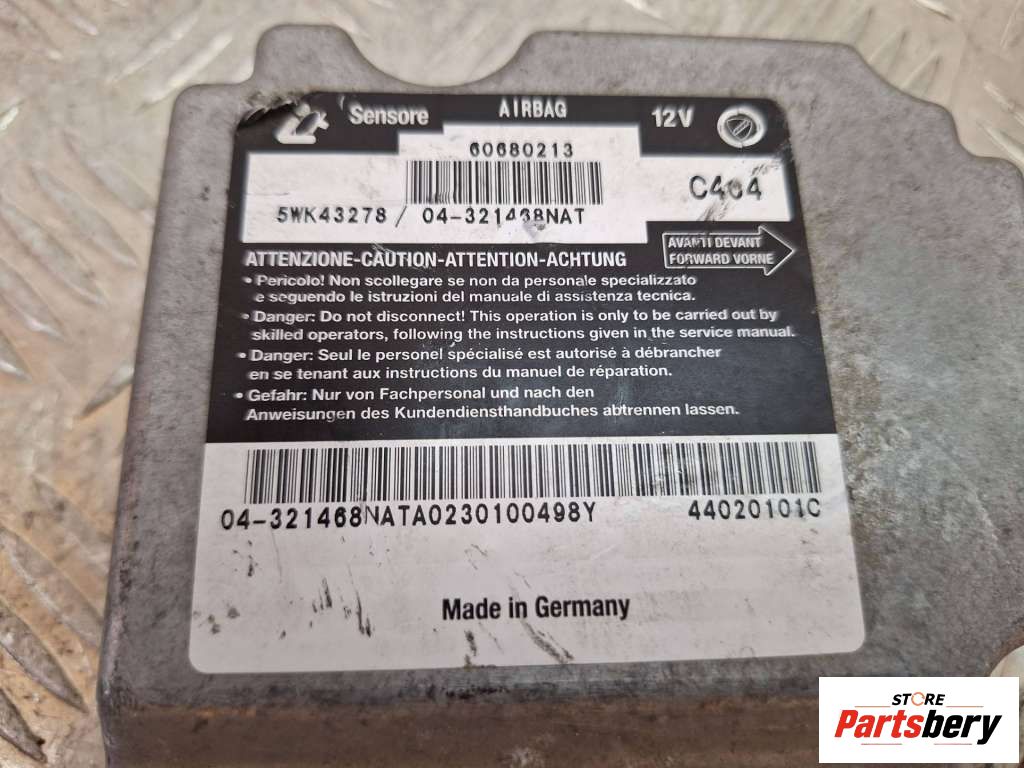 Sensore AIRBAG 12V
60680213
C464
5WK43278 / 04-321468NAT
AVANTI DEVANT
FORWARD VORNE
ATTENZIONE-CAUTION-ATTENTION-ACHTUNG
• Pericolo! Non scollegare se non da personale specializzato
e seguendo le istruzioni del manuale di assistenza tecnica.
• Danger: Do not disconnect! This operation is only to be carried out by
skilled operators, following the instructions given in the service manual.
• Danger: Seul le personel spécialisé est autorisé à débrancher
en se tenant aux instructions du manuel de réparation.
• Gefahr: Nur von Fachpersonal und nach den
Anweisungen des Kundendiensthandbuches abtrennen lassen.
04-321468NATA0230100498Y 44020101C
Made in Germany
STORE
Partsbery